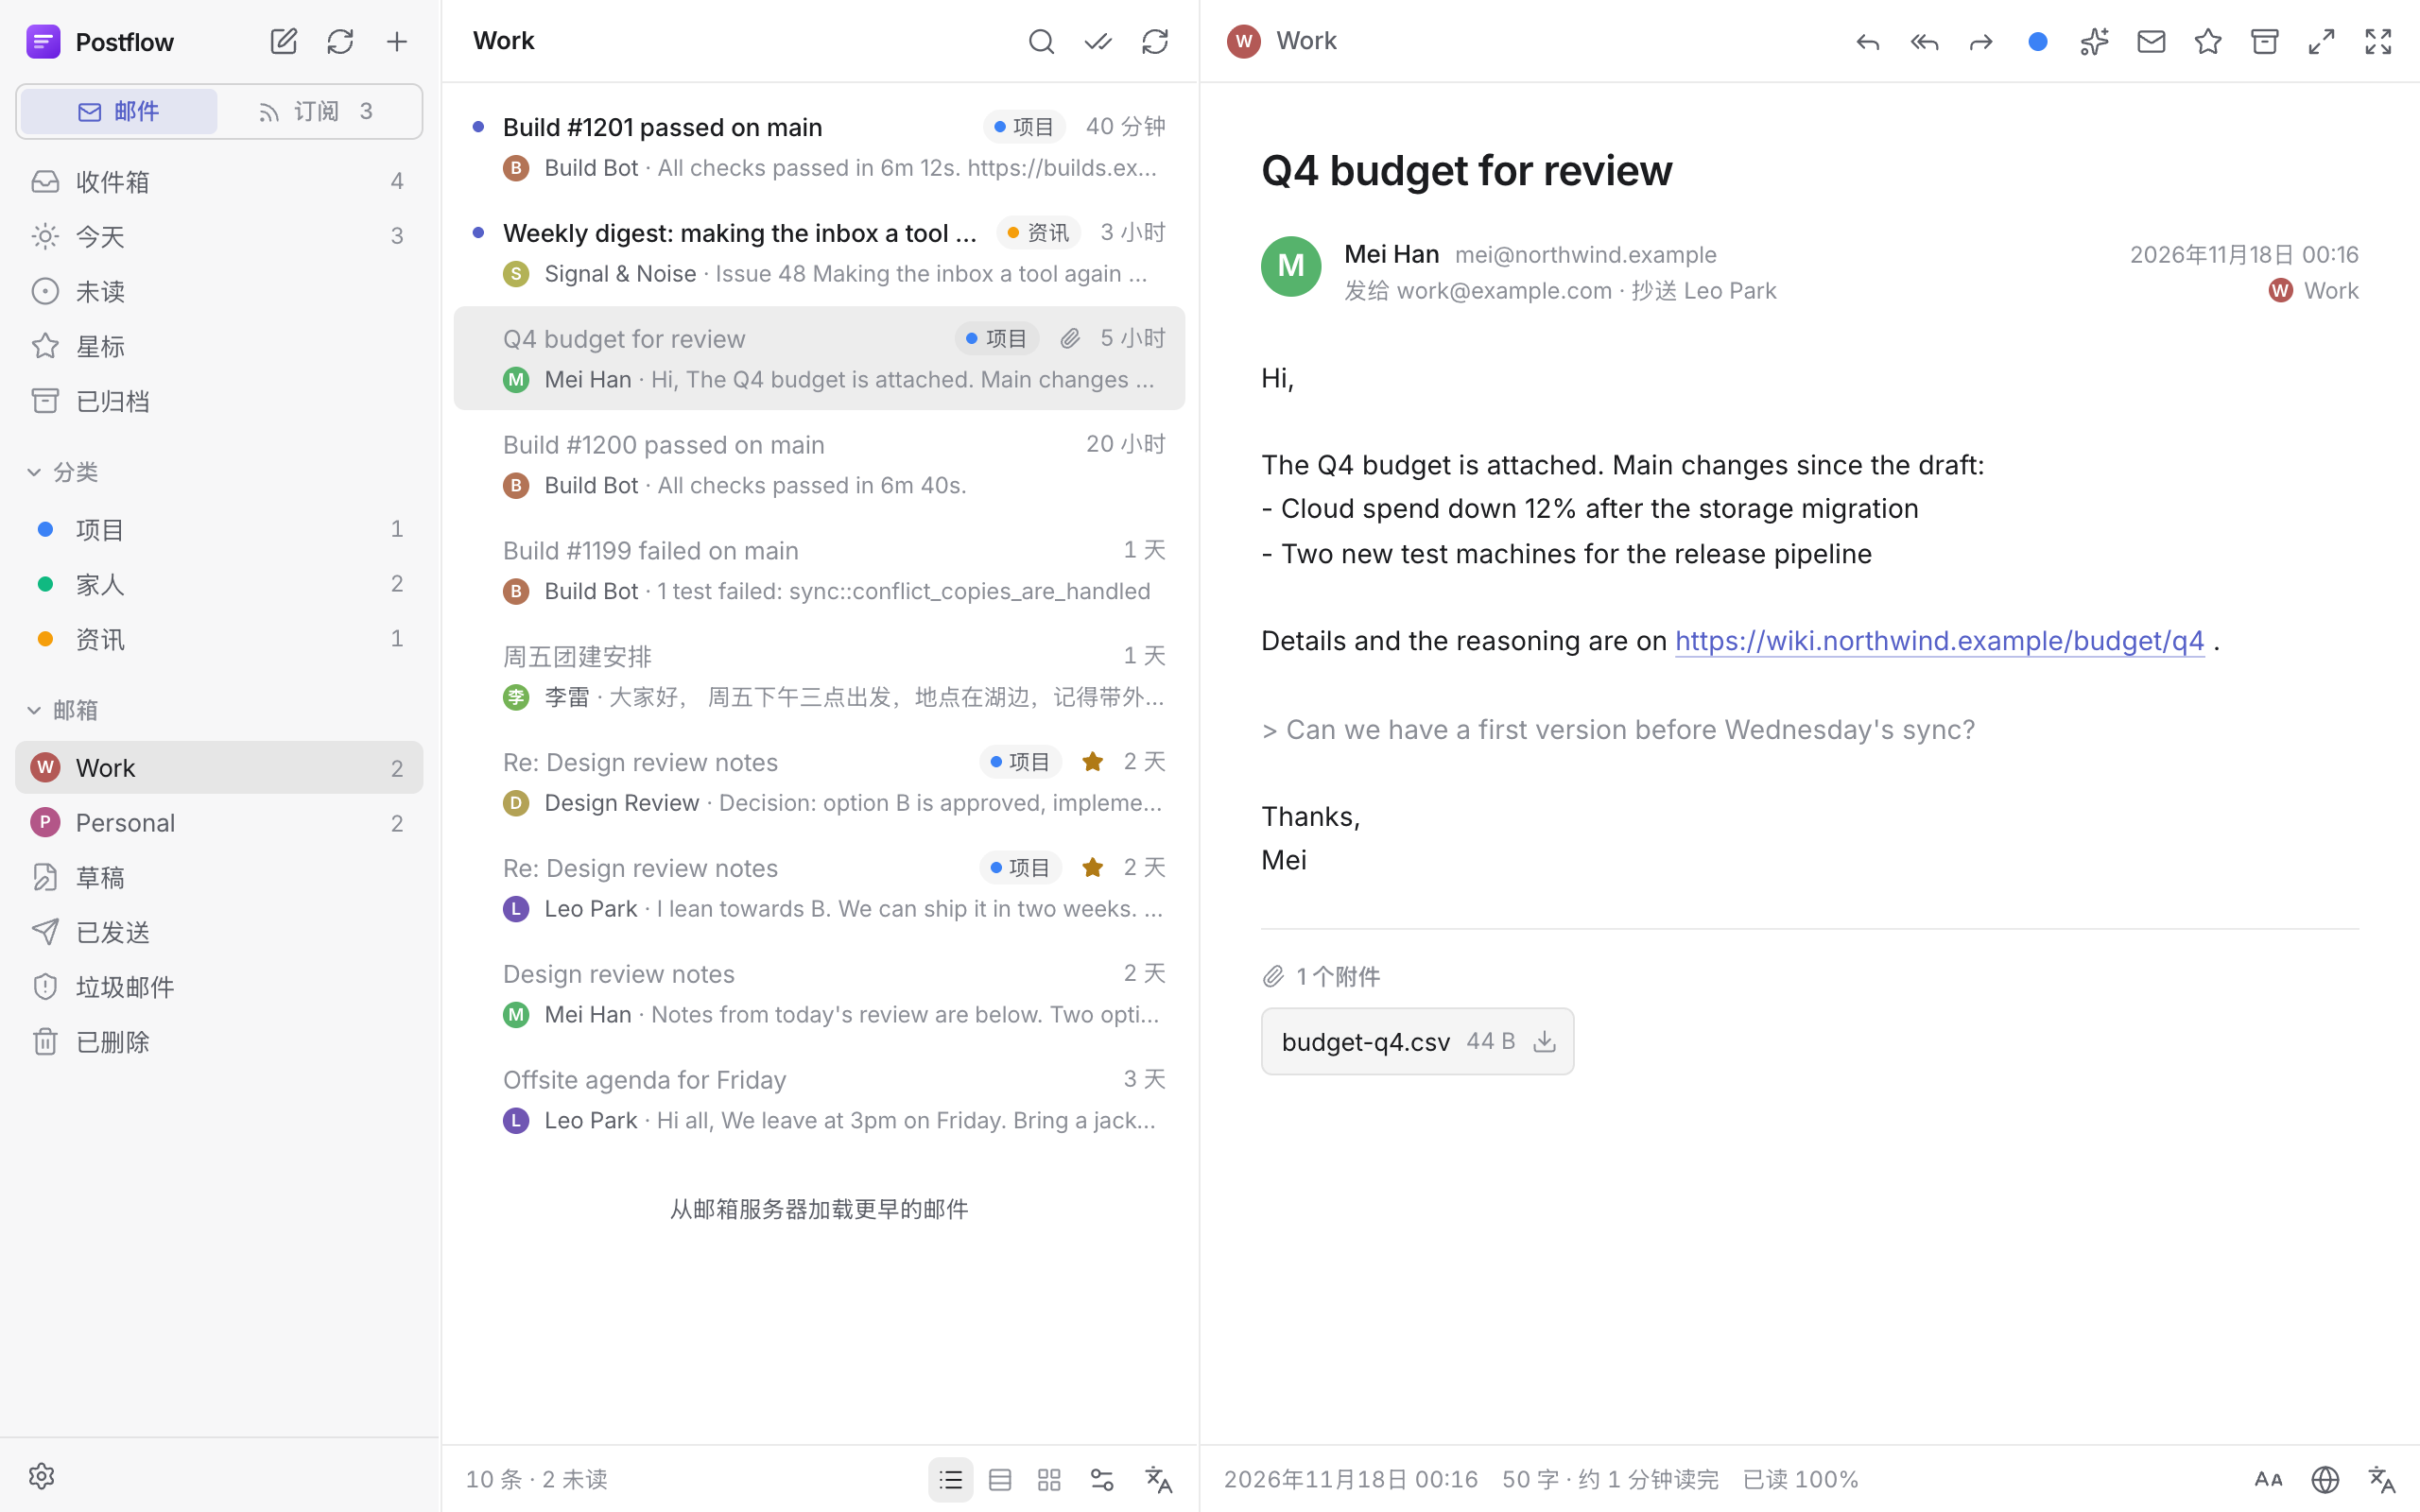 Postflow
邮件
订阅 3
收件箱 4
今天 3
未读
星标
已归档
分类
项目 1
家人 2
资讯 1
邮箱
W Work 2
P Personal 2
草稿
已发送
垃圾邮件
已删除
Work
Build #1201 passed on main 项目 40 分钟
B Build Bot · All checks passed in 6m 12s. https://builds.ex...
Weekly digest: making the inbox a tool ... 资讯 3 小时
S Signal & Noise · Issue 48 Making the inbox a tool again ...
Q4 budget for review 项目 5 小时
M Mei Han · Hi, The Q4 budget is attached. Main changes ...
Build #1200 passed on main 20 小时
B Build Bot · All checks passed in 6m 40s.
Build #1199 failed on main 1 天
B Build Bot · 1 test failed: sync::conflict_copies_are_handled
周五团建安排 1 天
李 李雷 · 大家好， 周五下午三点出发，地点在湖边，记得带外...
Re: Design review notes 项目 2 天
D Design Review · Decision: option B is approved, impleme...
Re: Design review notes 项目 2 天
L Leo Park · I lean towards B. We can ship it in two weeks. ...
Design review notes 2 天
M Mei Han · Notes from today's review are below. Two opti...
Offsite agenda for Friday 3 天
L Leo Park · Hi all, We leave at 3pm on Friday. Bring a jack...
从邮箱服务器加载更早的邮件
10 条 · 2 未读
W Work
Q4 budget for review
M Mei Han mei@northwind.example 2026年11月18日 00:16
发给 work@example.com · 抄送 Leo Park W Work
Hi,
The Q4 budget is attached. Main changes since the draft:
- Cloud spend down 12% after the storage migration
- Two new test machines for the release pipeline
Details and the reasoning are on https://wiki.northwind.example/budget/q4 .
> Can we have a first version before Wednesday's sync?
Thanks,
Mei
1 个附件
budget-q4.csv 44 B
2026年11月18日 00:16 50 字 · 约 1 分钟读完 已读 100%
AA